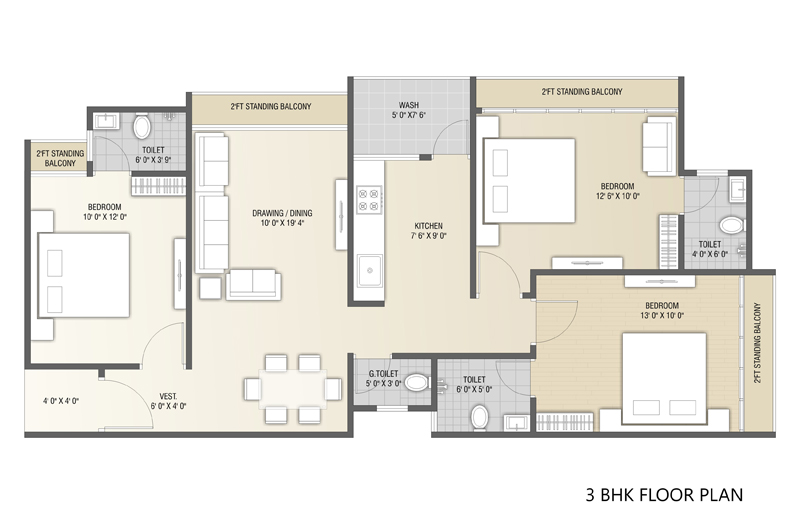 2'FT STANDING BALCONY
WASH
5' 0"X7' 6"
2'FT STANDING BALCONY
TOILET
6' 0"X 3' 9"
2'FT STANDING
BALCONY
BEDROOM
10' 0"X 12' 0"
DRAWING / DINING
10' 0"X 19' 4"
KITCHEN
7' 6"X 9' 0"
BEDROOM
12' 6"X 10' 0"
TOILET
4' 0"X 6' 0"
BEDROOM
13' 0"X 10' 0"
2'FT STANDING BALCONY
G.TOILET
5' 0"X 3' 0"
TOILET
6' 0"X 5' 0"
4' 0"X 4' 0"
VEST.
6' 0"X 4' 0"
3 BHK FLOOR PLAN